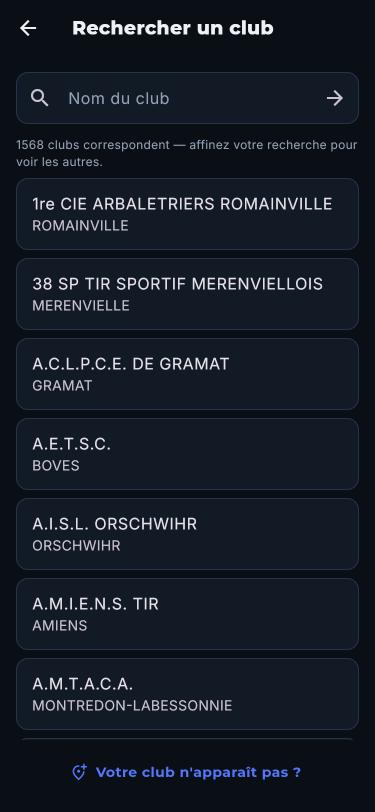 Rechercher un club
Nom du club
1568 clubs correspondent — affinez votre recherche pour
voir les autres.
1re CIE ARBALETRIERS ROMAINVILLE
ROMAINVILLE
38 SP TIR SPORTIF MERENVIELLOIS
MERENVIELLE
A.C.L.P.C.E. DE GRAMAT
GRAMAT
A.E.T.S.C.
BOVES
A.I.S.L. ORSCHWIHR
ORSCHWIHR
A.M.I.E.N.S. TIR
AMIENS
A.M.T.A.C.A.
MONTREDON-LABESSONNIE
Votre club n'apparaît pas ?